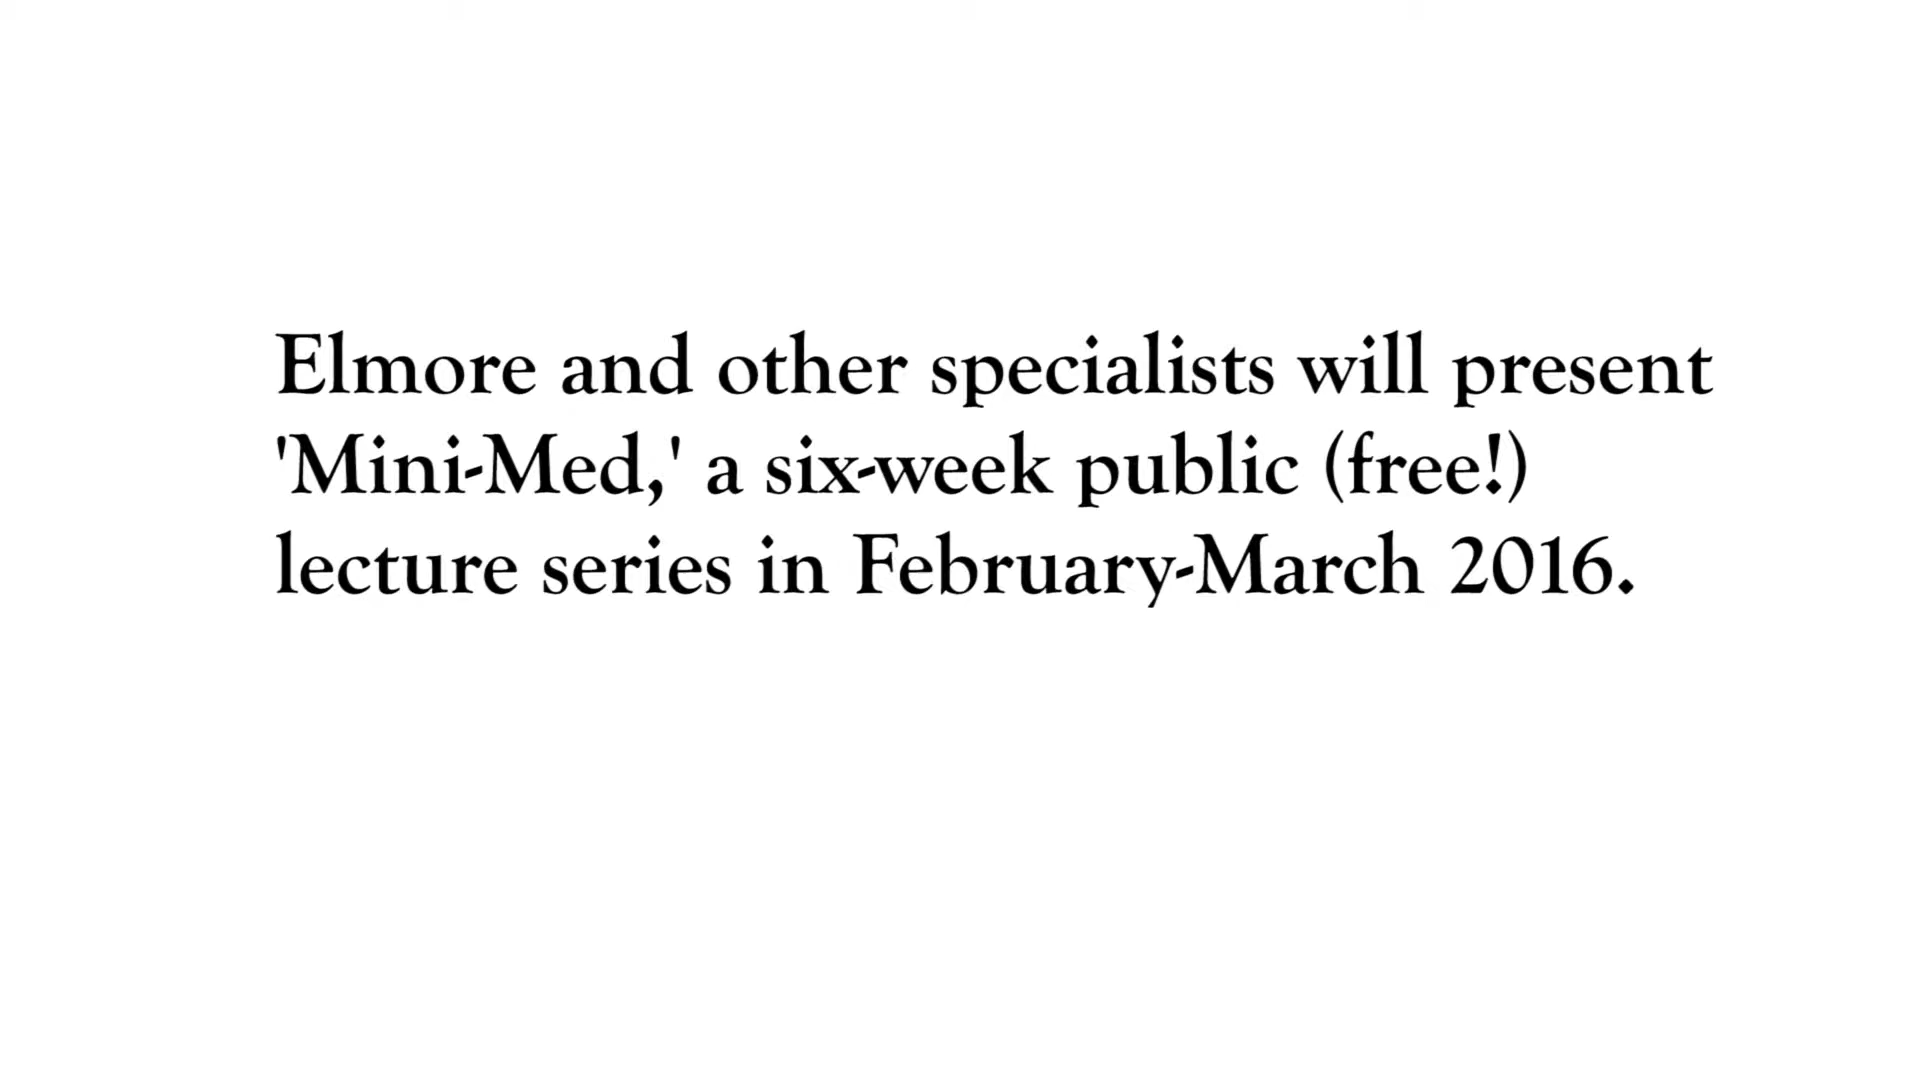 Elmore and other specialists will present
'Mini-Med,' a six-week public (free!)
lecture series in February-March 2016.